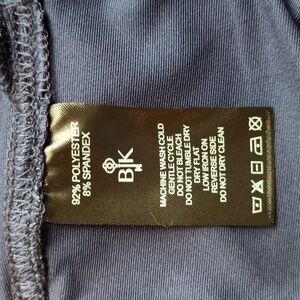 92% POLYESTER
8% SPANDEX
BK
MACHINE WASH COLD
GENTLE CYCLE
DO NOT BLEACH
DO NOT TUMBLE DRY
DRY FLAT
LOW IRON ON
REVERSE SIDE
DO NOT DRY CLEAN